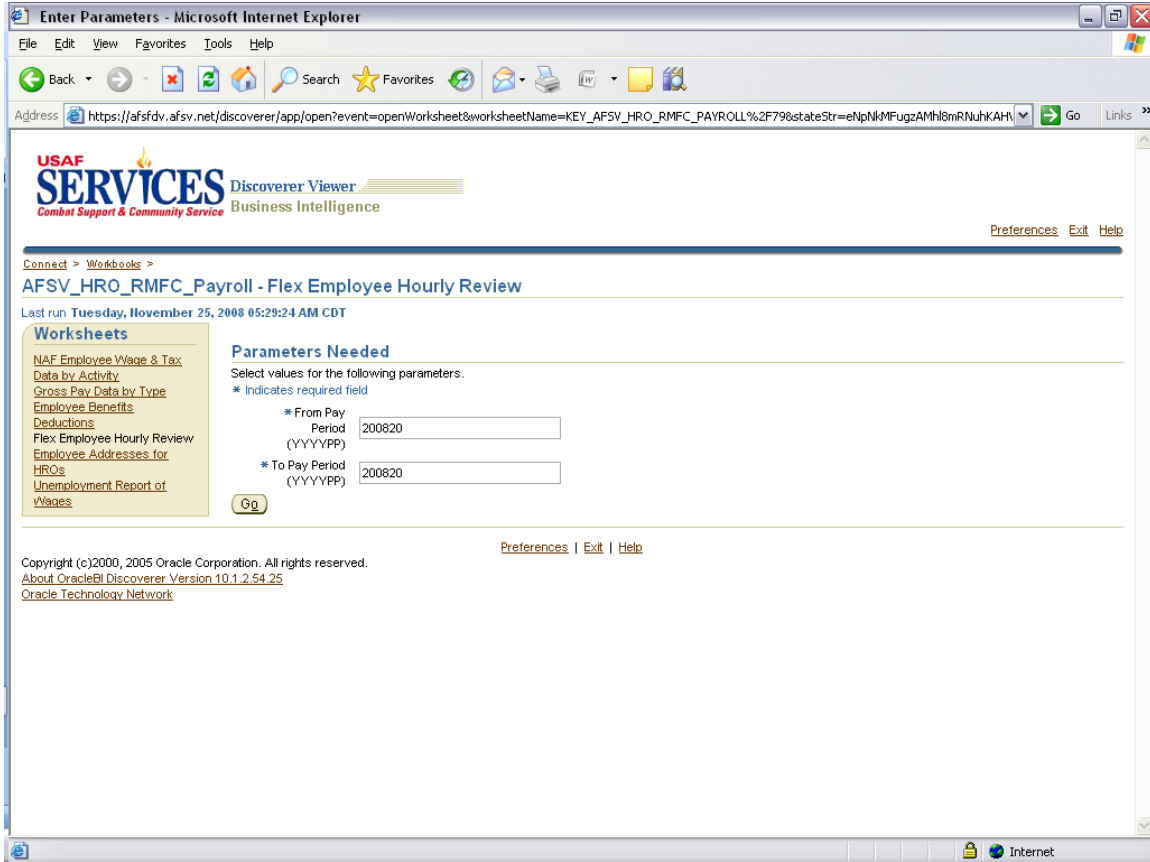 Enter Parameters - Microsoft Internet Explorer
File Edit View Favorites Tools Help
Back Search Favorites
Address https://afsfdv.afsv.net/discoverer/app/open?event=openWorksheet&worksheetName=KEY_AFSV_HRO_RMFC_PAYROLL%2F79&stateStr=eNpNkMFugzAMhl8mRNuhKAH\ Go Links »
USAF
SERVICES
Combat Support & Community Service
Discoverer Viewer
Business Intelligence
Preferences Exit Help
Connect > Workbooks >
AFSV_HRO_RMFC_Payroll - Flex Employee Hourly Review
Last run Tuesday, November 25, 2008 05:29:24 AM CDT
Worksheets
NAF Employee Wage & Tax
Data by Activity
Gross Pay Data by Type
Employee Benefits
Deductions
Flex Employee Hourly Review
Employee Addresses for
HROs
Unemployment Report of
Wages
Parameters Needed
Select values for the following parameters.
* Indicates required field
* From Pay
Period
(YYYYPP)
200820
* To Pay Period
(YYYYPP)
200820
Go
Preferences | Exit | Help
Copyright (c)2000, 2005 Oracle Corporation. All rights reserved.
About OracleBI Discoverer Version 10.1.2.54.25
Oracle Technology Network
Internet